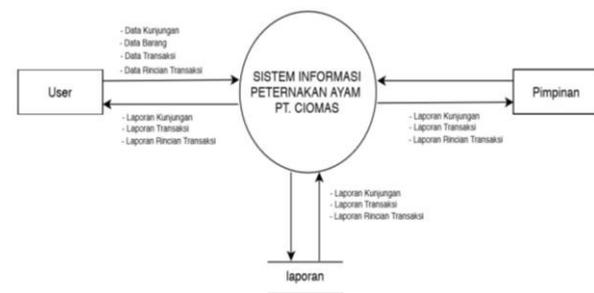 - Data Kunjungan
- Data Barang
- Data Transaksi
- Data Rincian Transaksi
User
- Laporan Kunjungan
- Laporan Transaksi
- Laporan Rincian Transaksi
SISTEM INFORMASI
PETERNAKAN AYAM
PT. CIOMAS
Pimpinan
- Laporan Kunjungan
- Laporan Transaksi
- Laporan Rincian Transaksi
- Laporan Kunjungan
- Laporan Transaksi
- Laporan Rincian Transaksi
laporan